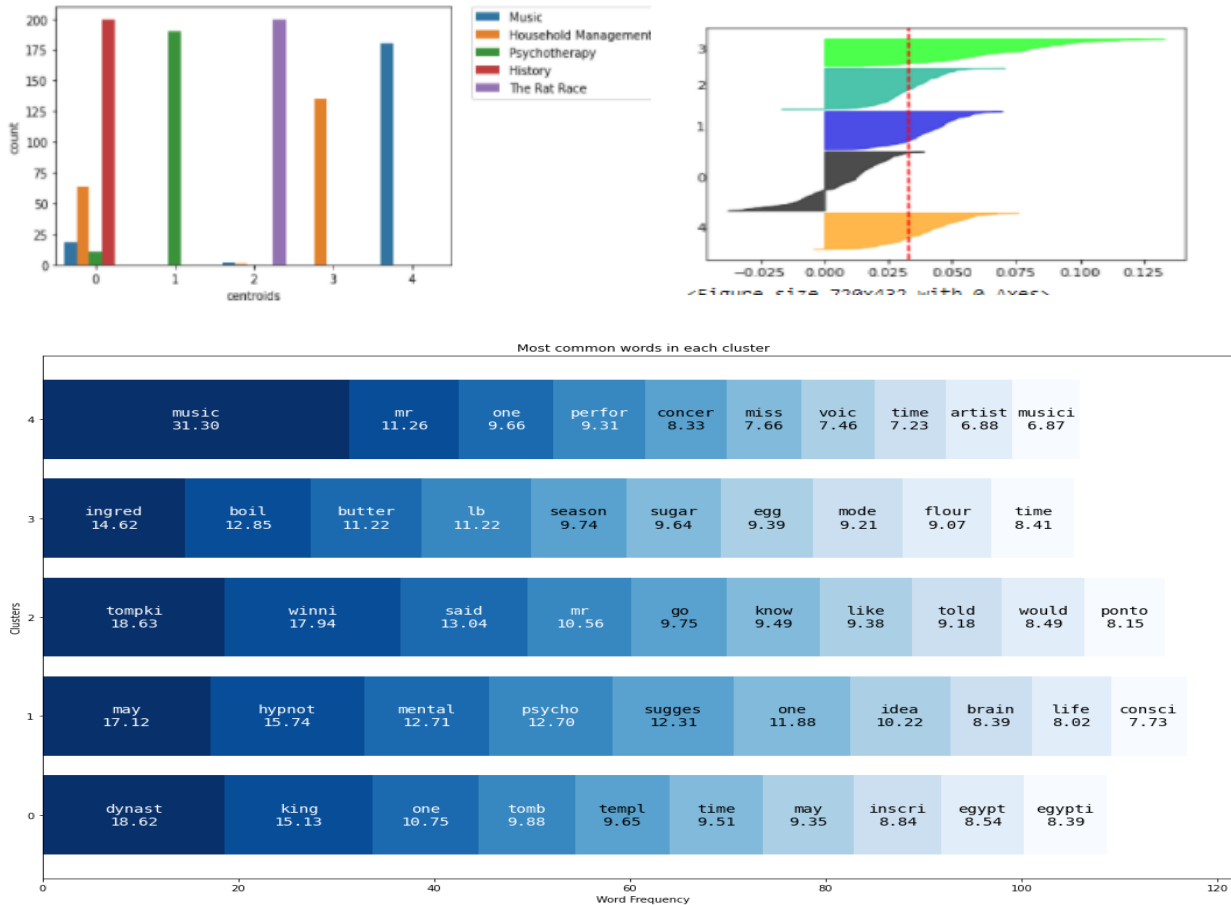 200
175
150
125
100
75
50
25
0
count
0 1 2 3 4
centroids
Music
Household Management
Psychotherapy
History
The Rat Race
3
2
1
0
4
−0.025 0.000 0.025 0.050 0.075 0.100 0.125
<Figure size 720x432 with 0 Axes>
Most common words in each cluster
4
music mr one perfor concer miss voic time artist musici
31.30 11.26 9.66 9.31 8.33 7.66 7.46 7.23 6.88 6.87
3
ingred boil butter lb season sugar egg mode flour time
14.62 12.85 11.22 11.22 9.74 9.64 9.39 9.21 9.07 8.41
Clusters
2
tompki winni said mr go know like told would ponto
18.63 17.94 13.04 10.56 9.75 9.49 9.38 9.18 8.49 8.15
1
may hypnot mental psycho sugges one idea brain life consci
17.12 15.74 12.71 12.70 12.31 11.88 10.22 8.39 8.02 7.73
0
dynast king one tomb templ time may inscri egypt egypti
18.62 15.13 10.75 9.88 9.65 9.51 9.35 8.84 8.54 8.39
0 20 40 60 80 100 120
Word Frequency